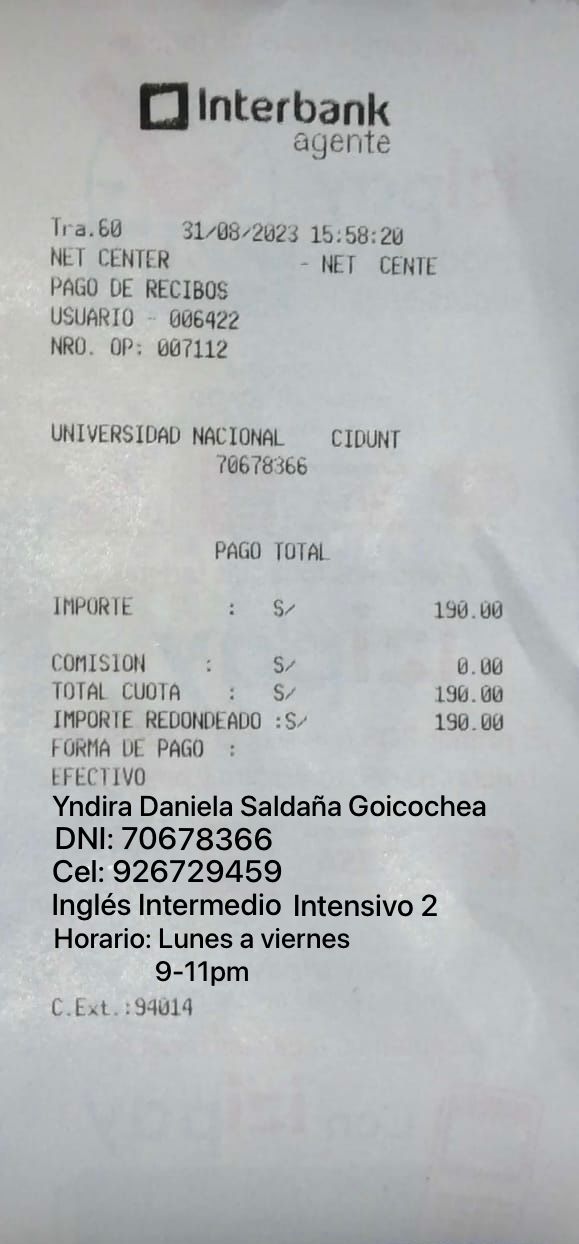 Interbank
agente
Tra.60 31/08/2023 15:58:20
NET CENTER - NET CENTE
PAGO DE RECIBOS
USUARIO - 006422
NRO. OP: 007112
UNIVERSIDAD NACIONAL CIDUNT
70678366
PAGO TOTAL
IMPORTE : S/ 190.00
COMISION : S/ 0.00
TOTAL CUOTA : S/ 190.00
IMPORTE REDONDEADO :S/ 190.00
FORMA DE PAGO :
EFECTIVO
Yndira Daniela Saldaña Goicochea
DNI: 70678366
Cel: 926729459
Inglés Intermedio Intensivo 2
Horario: Lunes a viernes
9-11pm
C.Ext.:94014